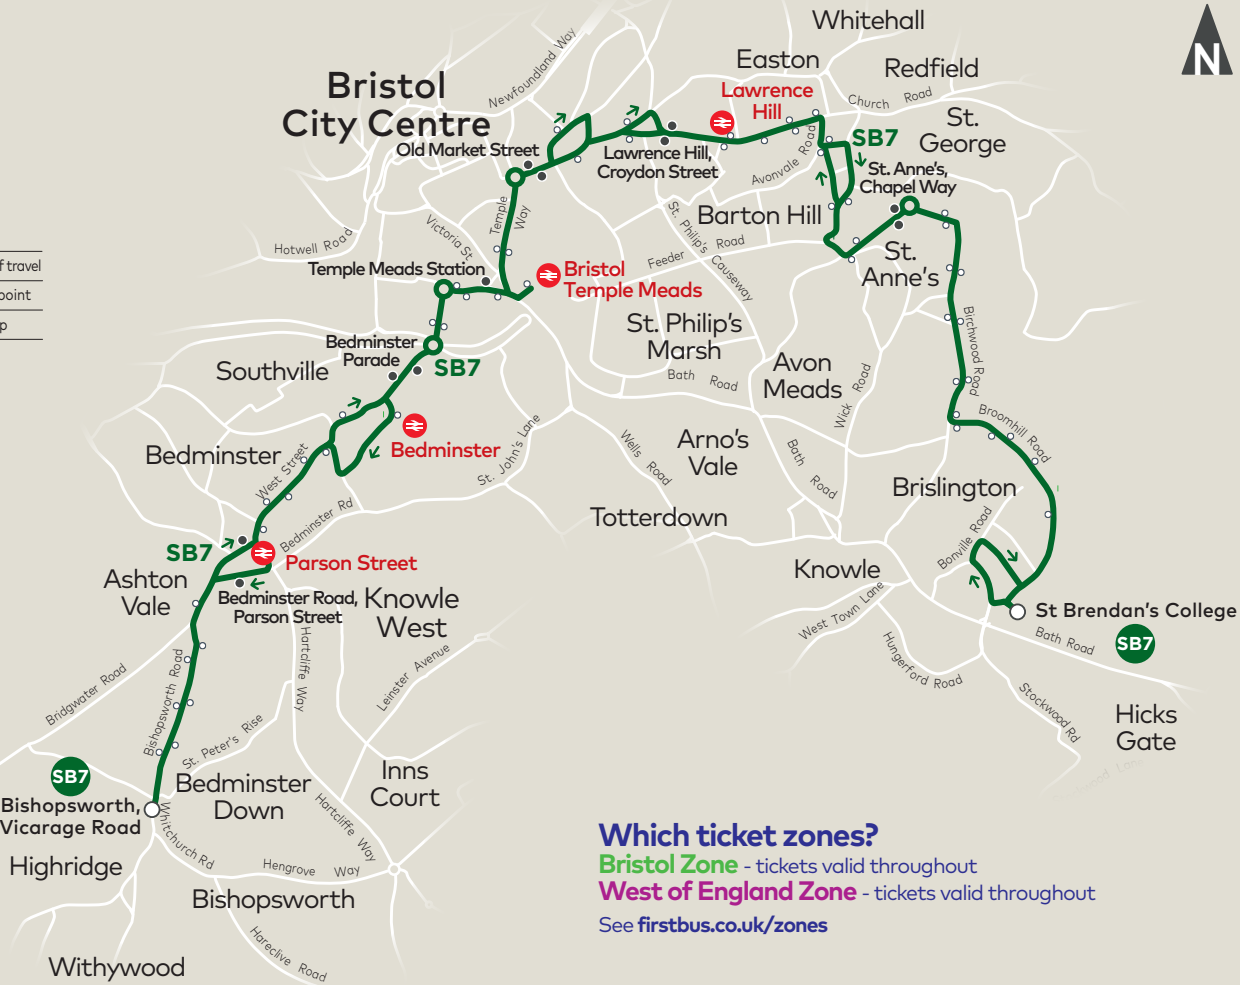 Whitehall
N
Newfoundland Way
Easton
Redfield
Bristol
City Centre
Lawrence
Hill
Church Road
St.
George
Old Market Street
Lawrence Hill,
Croydon Street
SB7
Avonvale Road
St. Anne's,
Chapel Way
Temple Way
Victoria St.
St. Philip's Causeway
Barton Hill
Hotwell Road
Feeder Road
St.
Anne's
f travel
point
p
Temple Meads Station
Bristol
Temple Meads
St. Philip's
Marsh
Birchwood Road
Bedminster
Parade
SB7
Southville
Avon
Meads
Bath Road
Wick Road
Broomhill Road
Bedminster
Bedminster
West Street
St. John's Lane
Wells Road
Arno's
Vale
Bath Road
Brislington
Bedminster Rd
Totterdown
Bonville Road
SB7
Parson Street
Ashton
Vale
Bedminster Road,
Parson Street
Knowle
West
Knowle
West Town Lane
St Brendan's College
SB7
Bath Road
Hartcliffe Way
Leinster Avenue
Hungerford Road
Bridgwater Road
Bishopsworth Road
St. Peter's Rise
Stockwood Rd
Hicks
Gate
SB7
Bishopsworth,
Vicarage Road
Bedminster
Down
Inns
Court
Hartcliffe Way
Whitchurch Rd
Highridge
Hengrove Way
Bishopsworth
Hareclive Road
Withywood
Which ticket zones?
Bristol Zone - tickets valid throughout
West of England Zone - tickets valid throughout
See firstbus.co.uk/zones